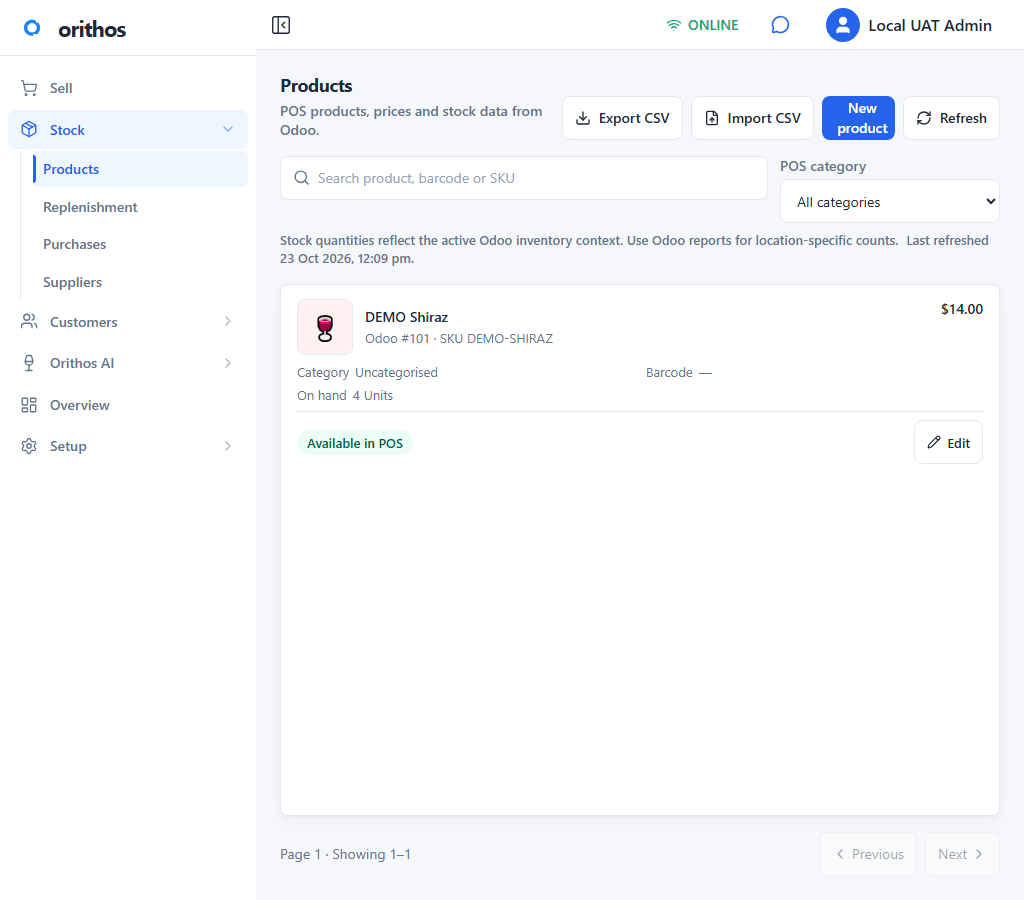 orithos
ONLINE
Local UAT Admin
Sell
Stock
Products
Replenishment
Purchases
Suppliers
Customers
Orithos AI
Overview
Setup
Products
POS products, prices and stock data from
Odoo.
Export CSV
Import CSV
New
product
Refresh
Search product, barcode or SKU
POS category
All categories
Stock quantities reflect the active Odoo inventory context. Use Odoo reports for location-specific counts. Last refreshed
23 Oct 2026, 12:09 pm.
DEMO Shiraz
$14.00
Odoo #101 · SKU DEMO-SHIRAZ
Category Uncategorised
Barcode —
On hand 4 Units
Available in POS
Edit
Page 1 · Showing 1–1
Previous
Next